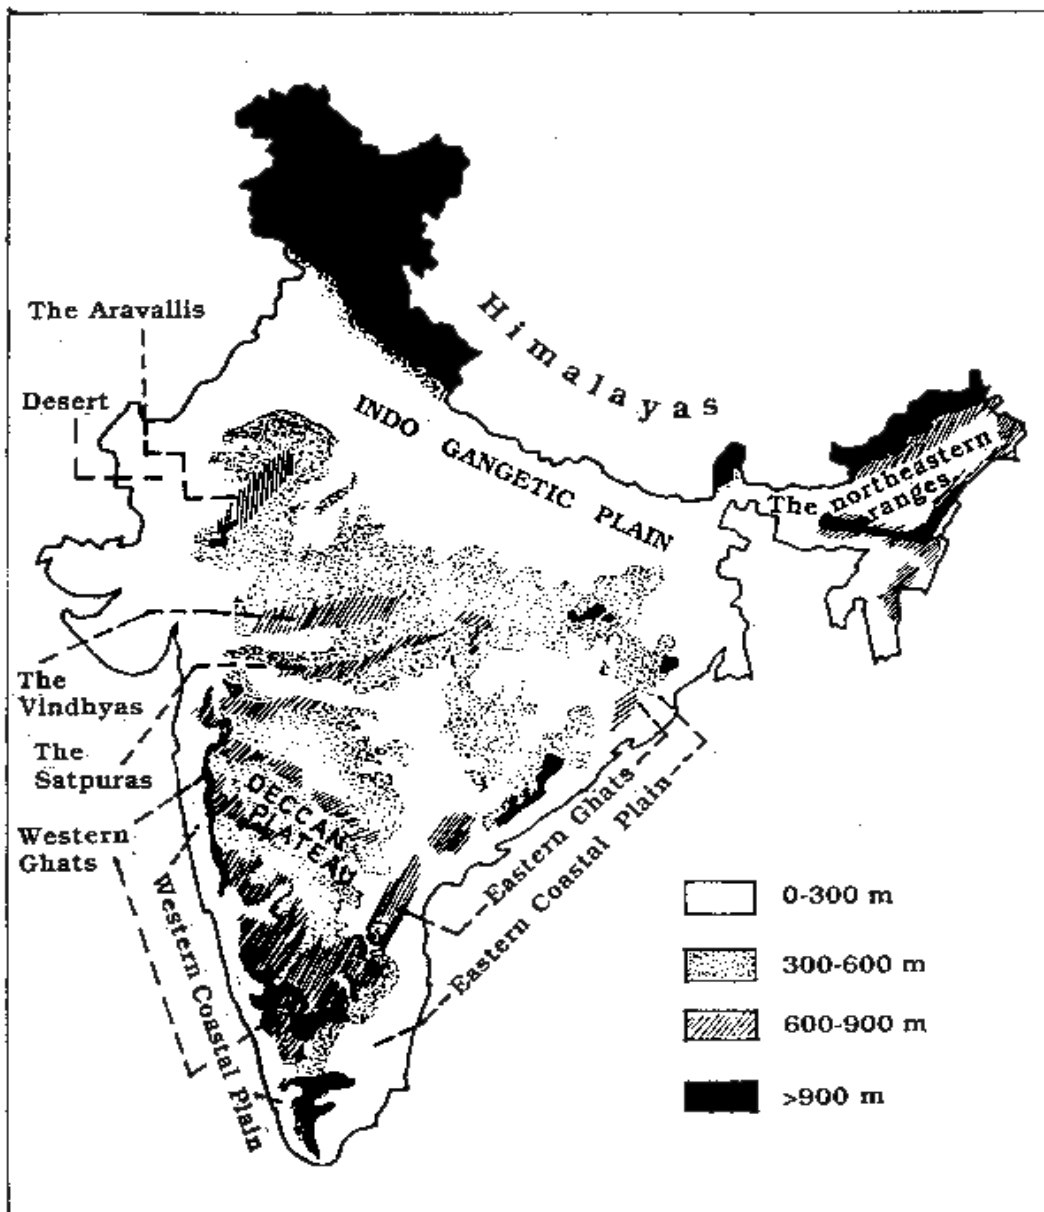 The Aravallis
Desert
Himalayas
INDO GANGETIC PLAIN
The northeastern
ranges
The
Vindhyas
The
Satpuras
Western
Ghats
DECCAN
PLATEAU
Western Coastal Plain
Eastern Ghats
Eastern Coastal Plain
0-300 m
300-600 m
600-900 m
>900 m